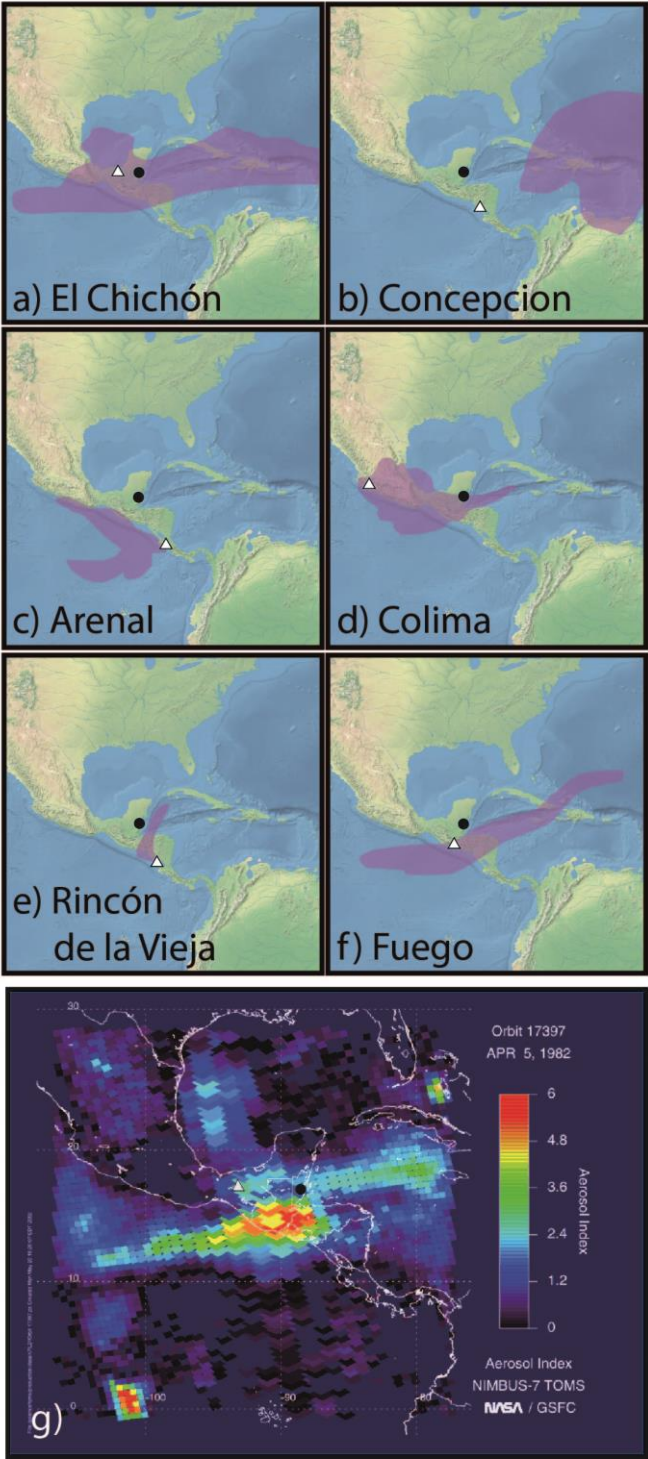 a) El Chichón
b) Concepcion
c) Arenal
d) Colima
e) Rincón
de la Vieja
f) Fuego
30
20
10
0
-100
-90
Orbit 17397
APR 5, 1982
6
4.8
3.6
2.4
1.2
0
Aerosol Index
Aerosol Index
NIMBUS-7 TOMS
NASA / GSFC
g)